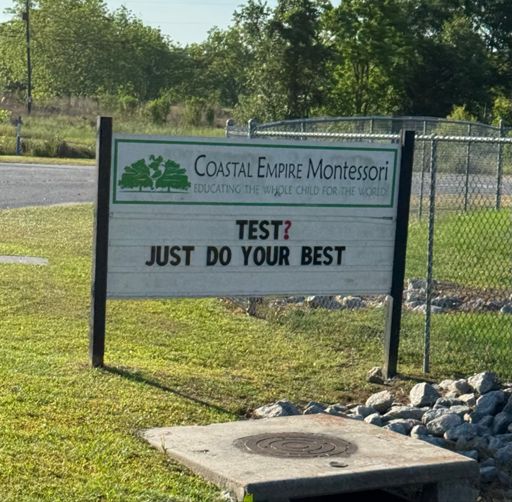 Coastal Empire Montessori
EDUCATING THE WHOLE CHILD FOR THE WORLD
TEST?
JUST DO YOUR BEST